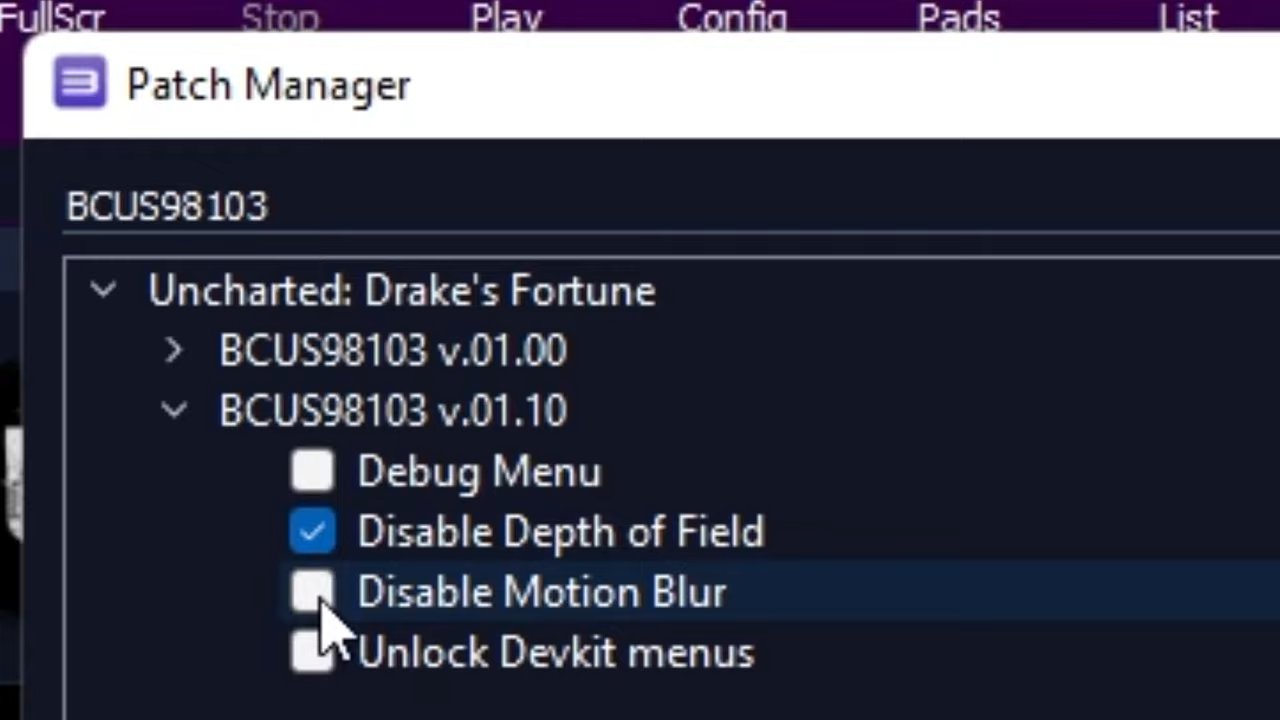 FullScr Stop Play Config Pads List
Patch Manager
BCUS98103
Uncharted: Drake's Fortune
BCUS98103 v.01.00
BCUS98103 v.01.10
Debug Menu
Disable Depth of Field
Disable Motion Blur
Unlock Devkit menus